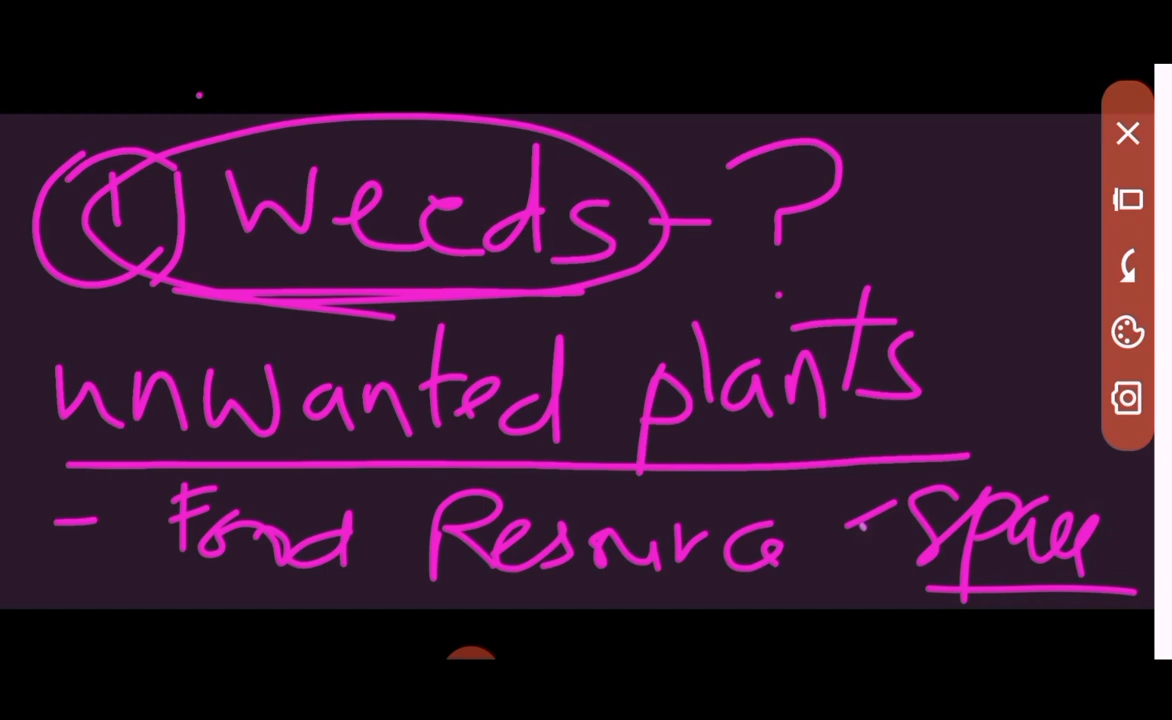 1 Weeds - ?
unwanted plants
- Food Resource - space